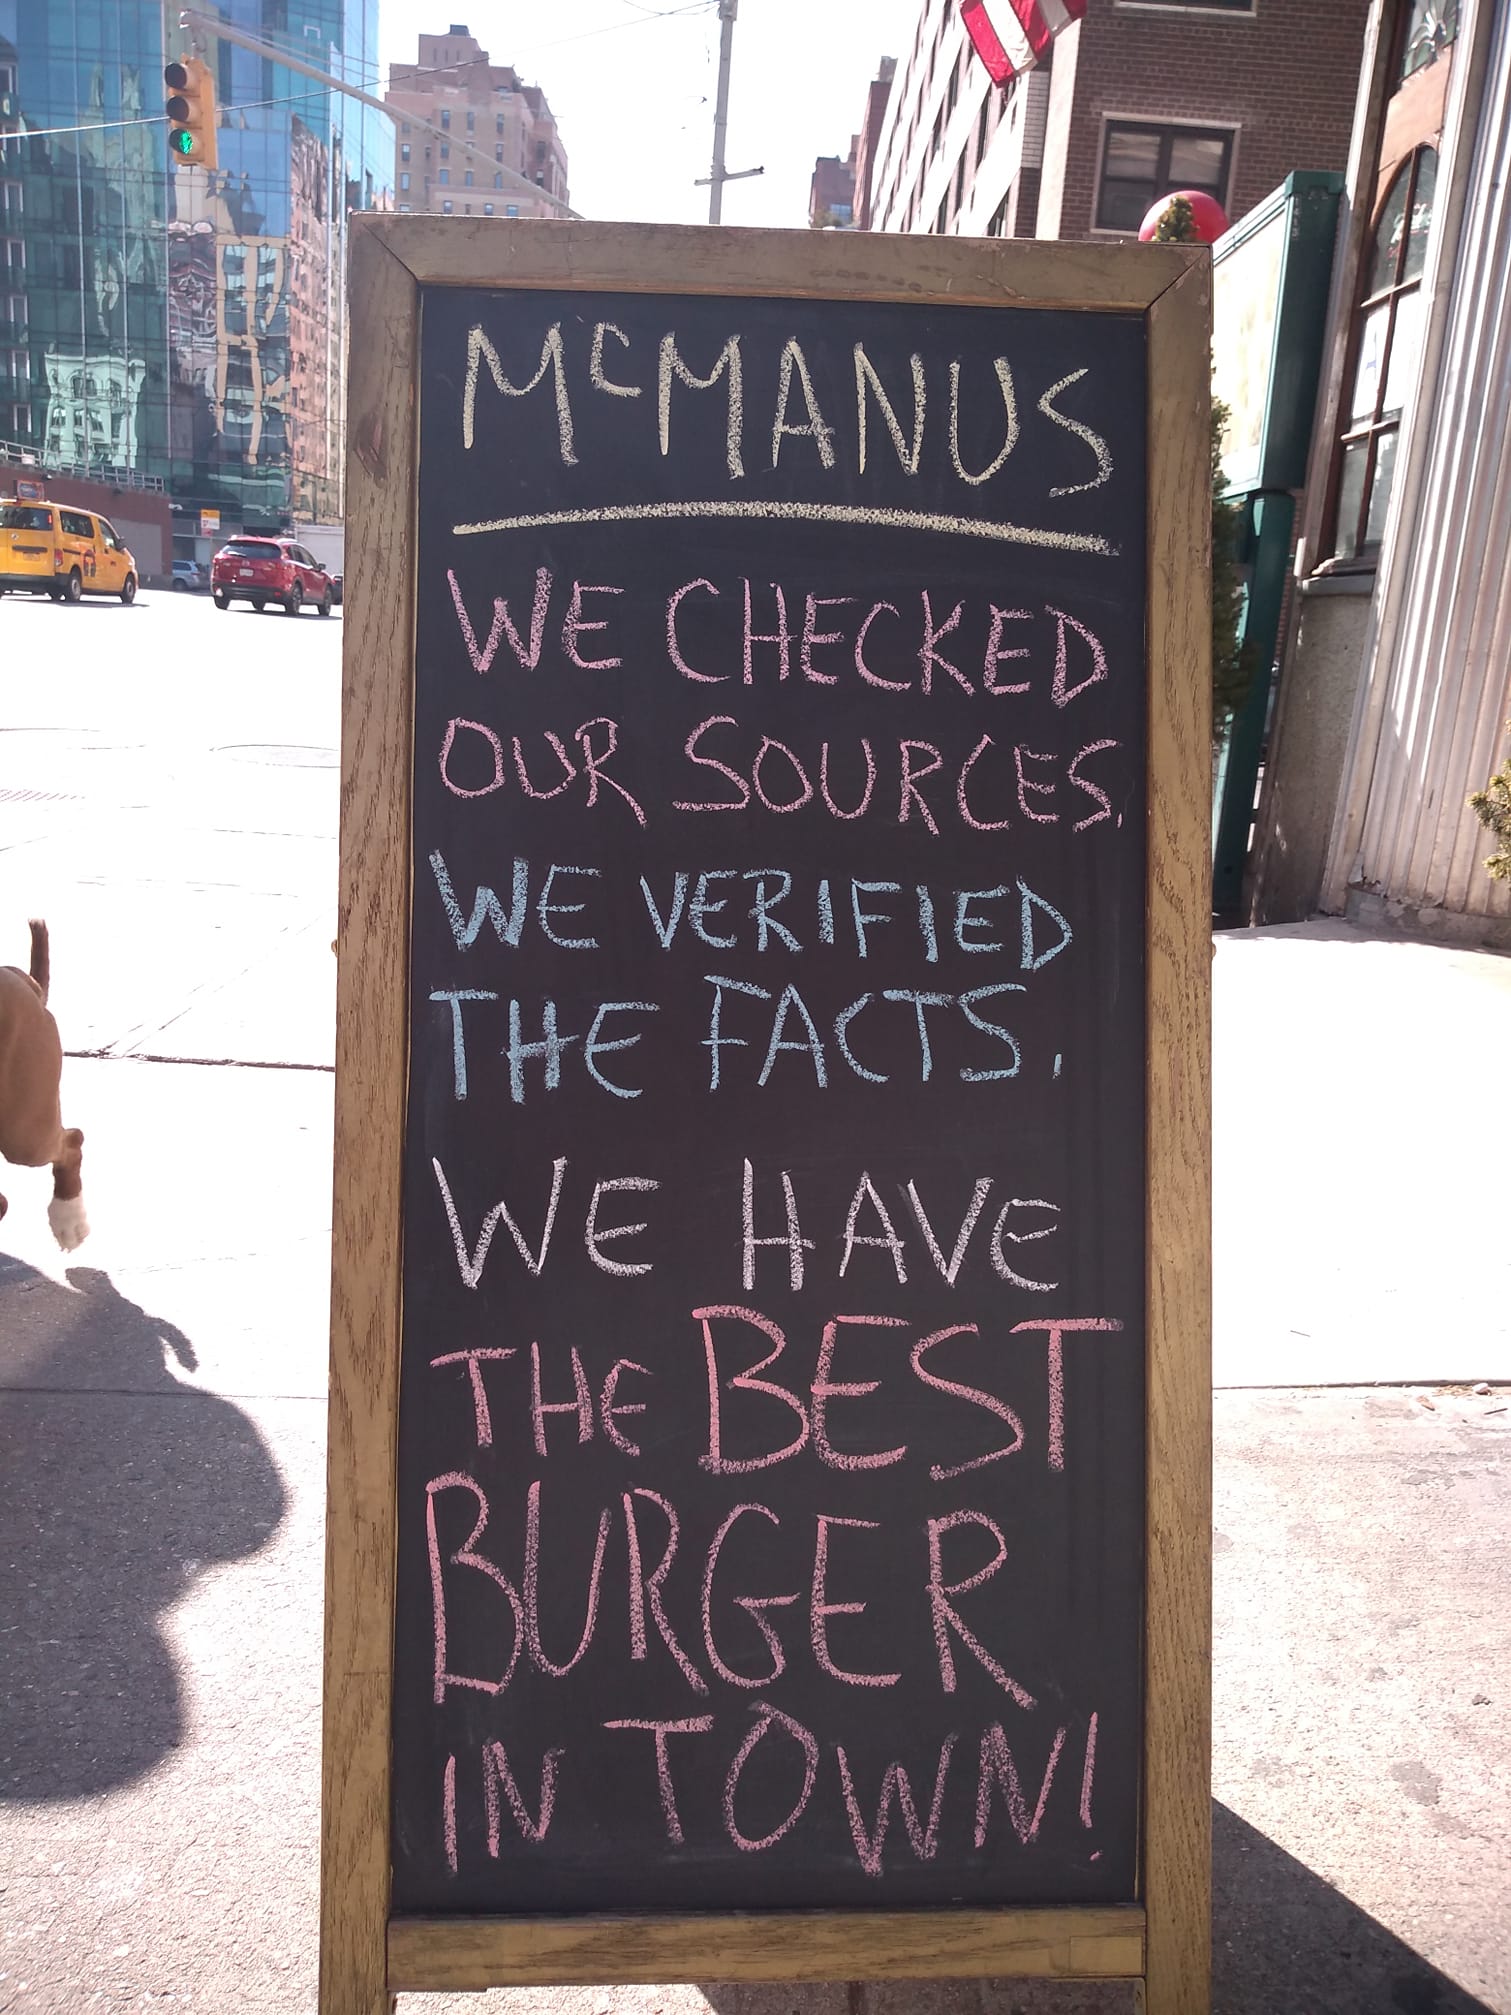 McMANUS
WE CHECKED
OUR SOURCES.
WE VERIFIED
THE FACTS.
WE HAVE
THE BEST
BURGER
IN TOWN!